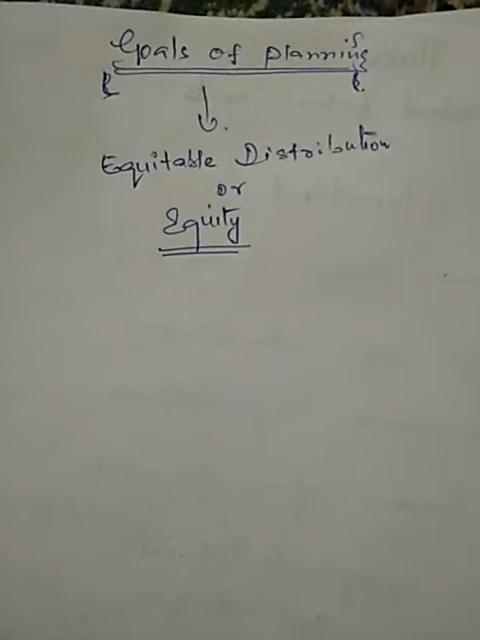 Goals of planning
Equitable Distribution
or
Equity